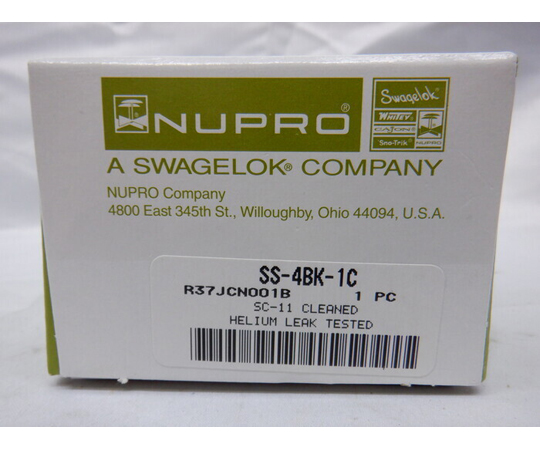 NUPRO®
Swagelok®
WHITEY®
CAJON®
Sno-Trik®
NUPRO
A SWAGELOK® COMPANY
NUPRO Company
4800 East 345th St., Willoughby, Ohio 44094, U.S.A.
SS-4BK-1C
R37JCN001B 1 PC
SC-11 CLEANED
HELIUM LEAK TESTED